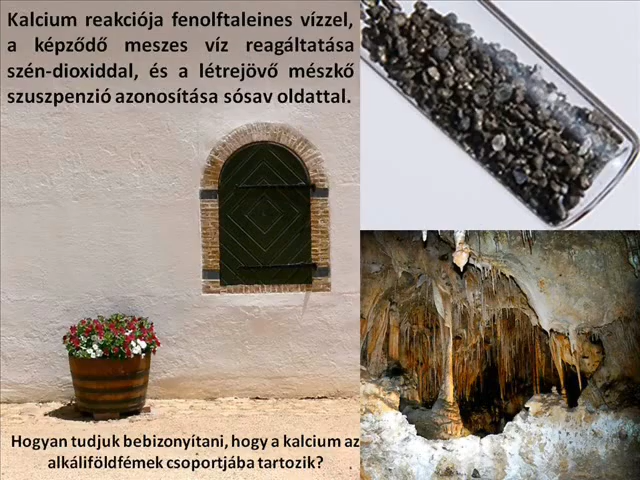 Kalcium reakciója fenolftaleines vízzel,
a képződő meszes víz reagáltatása
szén-dioxiddal, és a létrejövő mészkő
szuszpenzió azonosítása sósav oldattal.
Hogyan tudjuk bebizonyítani, hogy a kalcium az
alkáliföldfémek csoportjába tartozik?